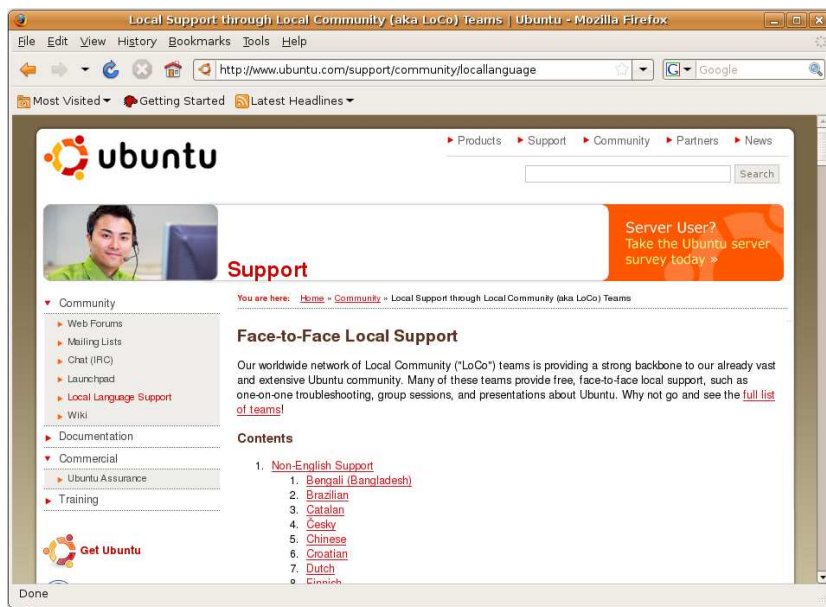 Local Support through Local Community (aka LoCo) Teams | Ubuntu - Mozilla Firefox
File Edit View History Bookmarks Tools Help
http://www.ubuntu.com/support/community/locallanguage
G Google
Most Visited Getting Started Latest Headlines
ubuntu
Products Support Community Partners News
Search
Support
Server User?
Take the Ubuntu server
survey today »
Community
Web Forums
Mailing Lists
Chat (IRC)
Launchpad
Local Language Support
Wiki
Documentation
Commercial
Ubuntu Assurance
Training
Get Ubuntu
You are here: Home » Community » Local Support through Local Community (aka LoCo) Teams
Face-to-Face Local Support
Our worldwide network of Local Community ("LoCo") teams is providing a strong backbone to our already vast
and extensive Ubuntu community. Many of these teams provide free, face-to-face local support, such as
one-on-one troubleshooting, group sessions, and presentations about Ubuntu. Why not go and see the full list
of teams!
Contents
1. Non-English Support
1. Bengali (Bangladesh)
2. Brazilian
3. Catalan
4. Česky
5. Chinese
6. Croatian
7. Dutch
8. Finnish
Done